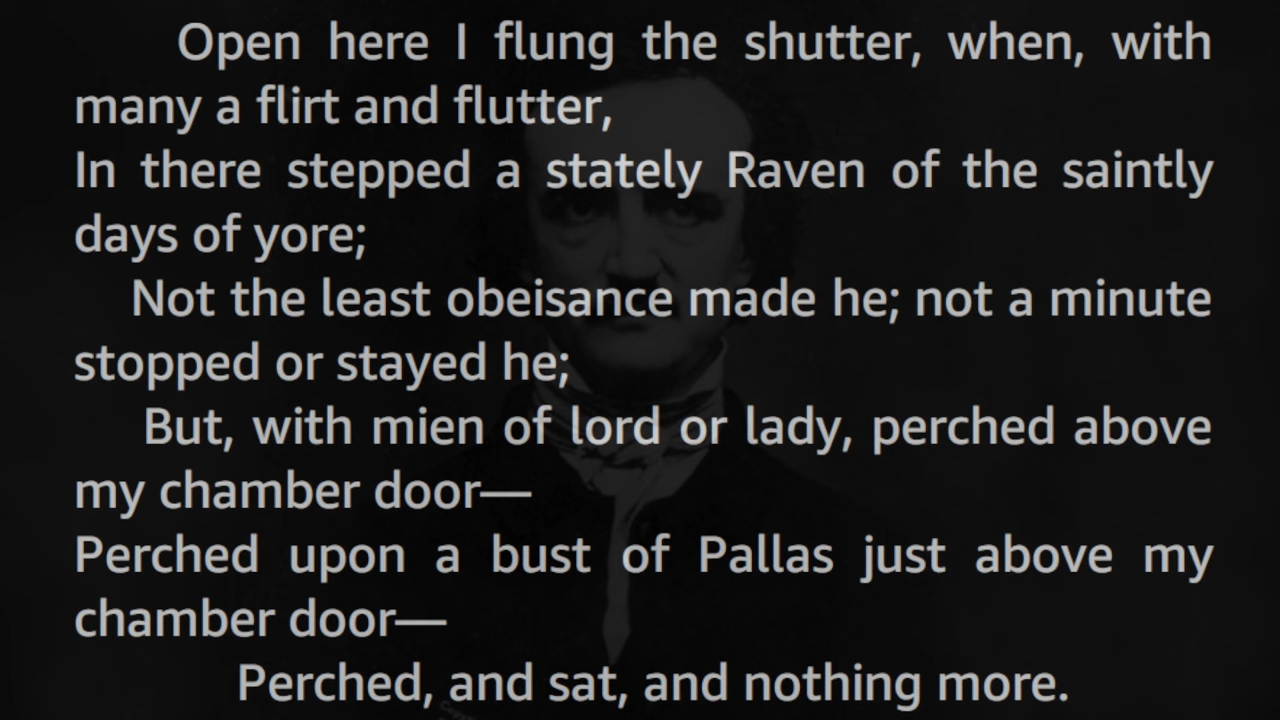 Open here I flung the shutter, when, with
many a flirt and flutter,
In there stepped a stately Raven of the saintly
days of yore;
Not the least obeisance made he; not a minute
stopped or stayed he;
But, with mien of lord or lady, perched above
my chamber door—
Perched upon a bust of Pallas just above my
chamber door—
Perched, and sat, and nothing more.